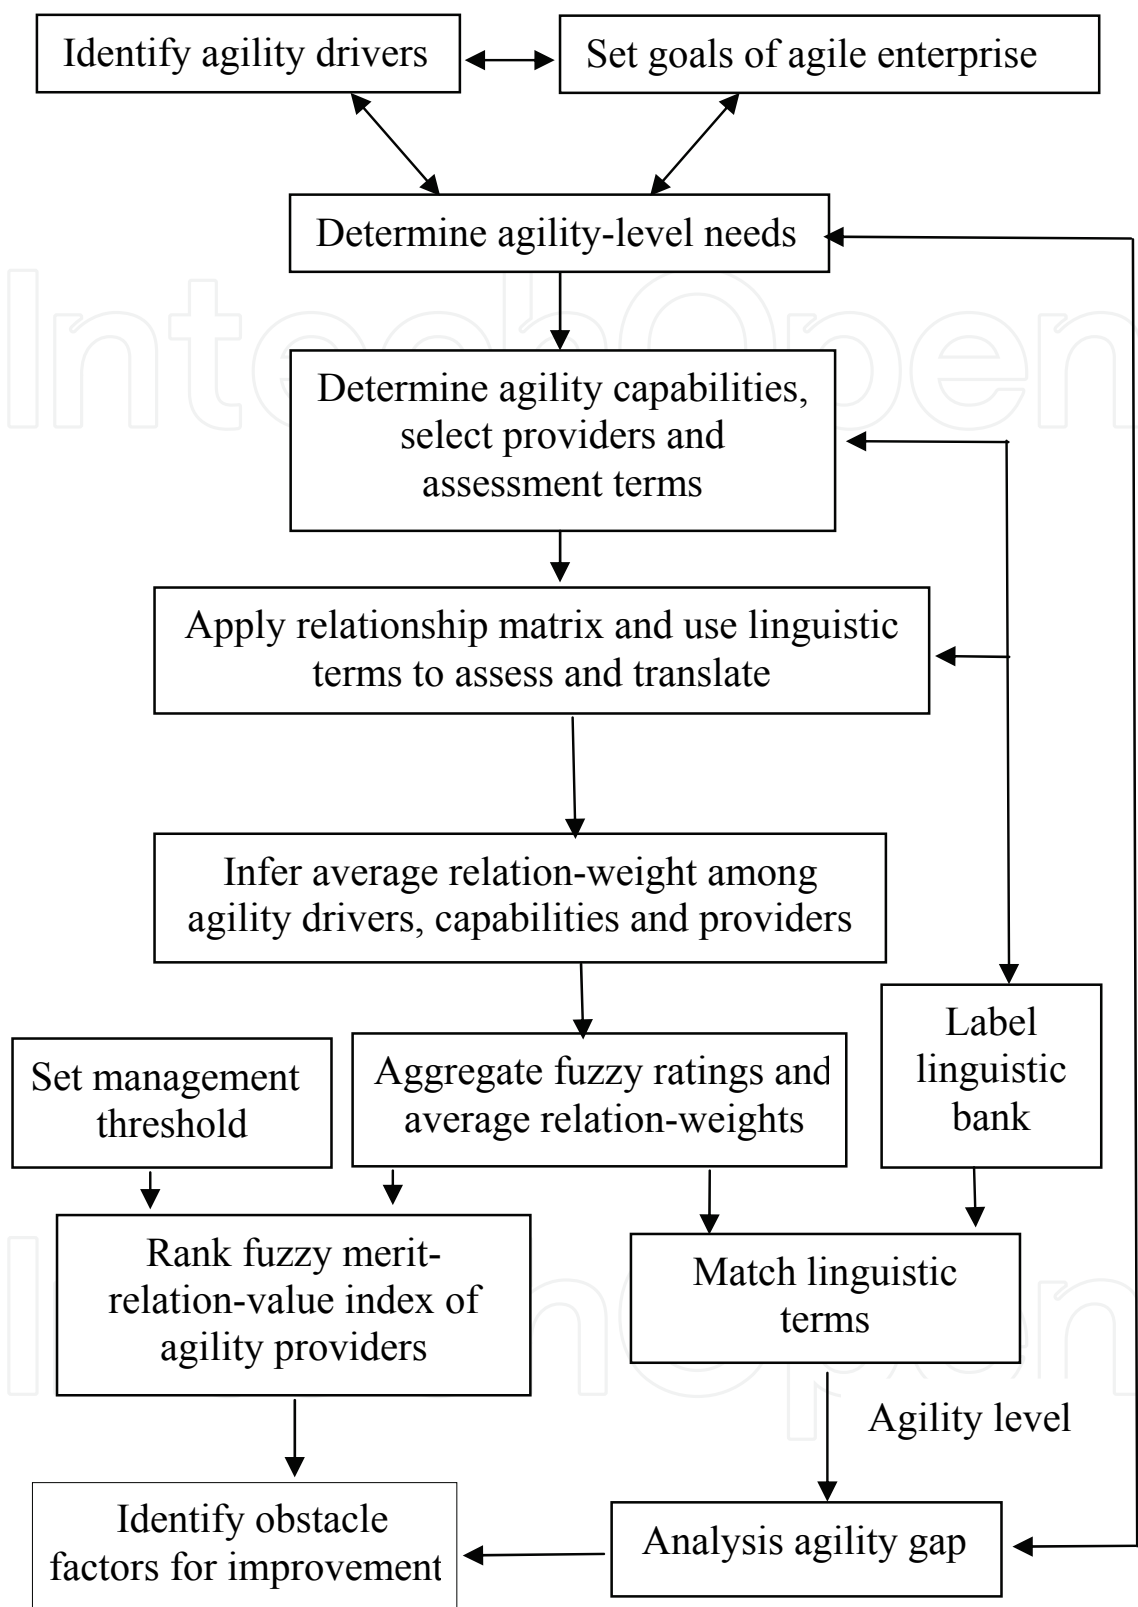 Identify agility drivers
Set goals of agile enterprise
Determine agility-level needs
Determine agility capabilities,
select providers and
assessment terms
Apply relationship matrix and use linguistic
terms to assess and translate
Infer average relation-weight among
agility drivers, capabilities and providers
Label
linguistic
bank
Set management
threshold
Aggregate fuzzy ratings and
average relation-weights
Rank fuzzy merit-
relation-value index of
agility providers
Match linguistic
terms
Agility level
Identify obstacle
factors for improvement
Analysis agility gap
IntechOpen
IntechOpen